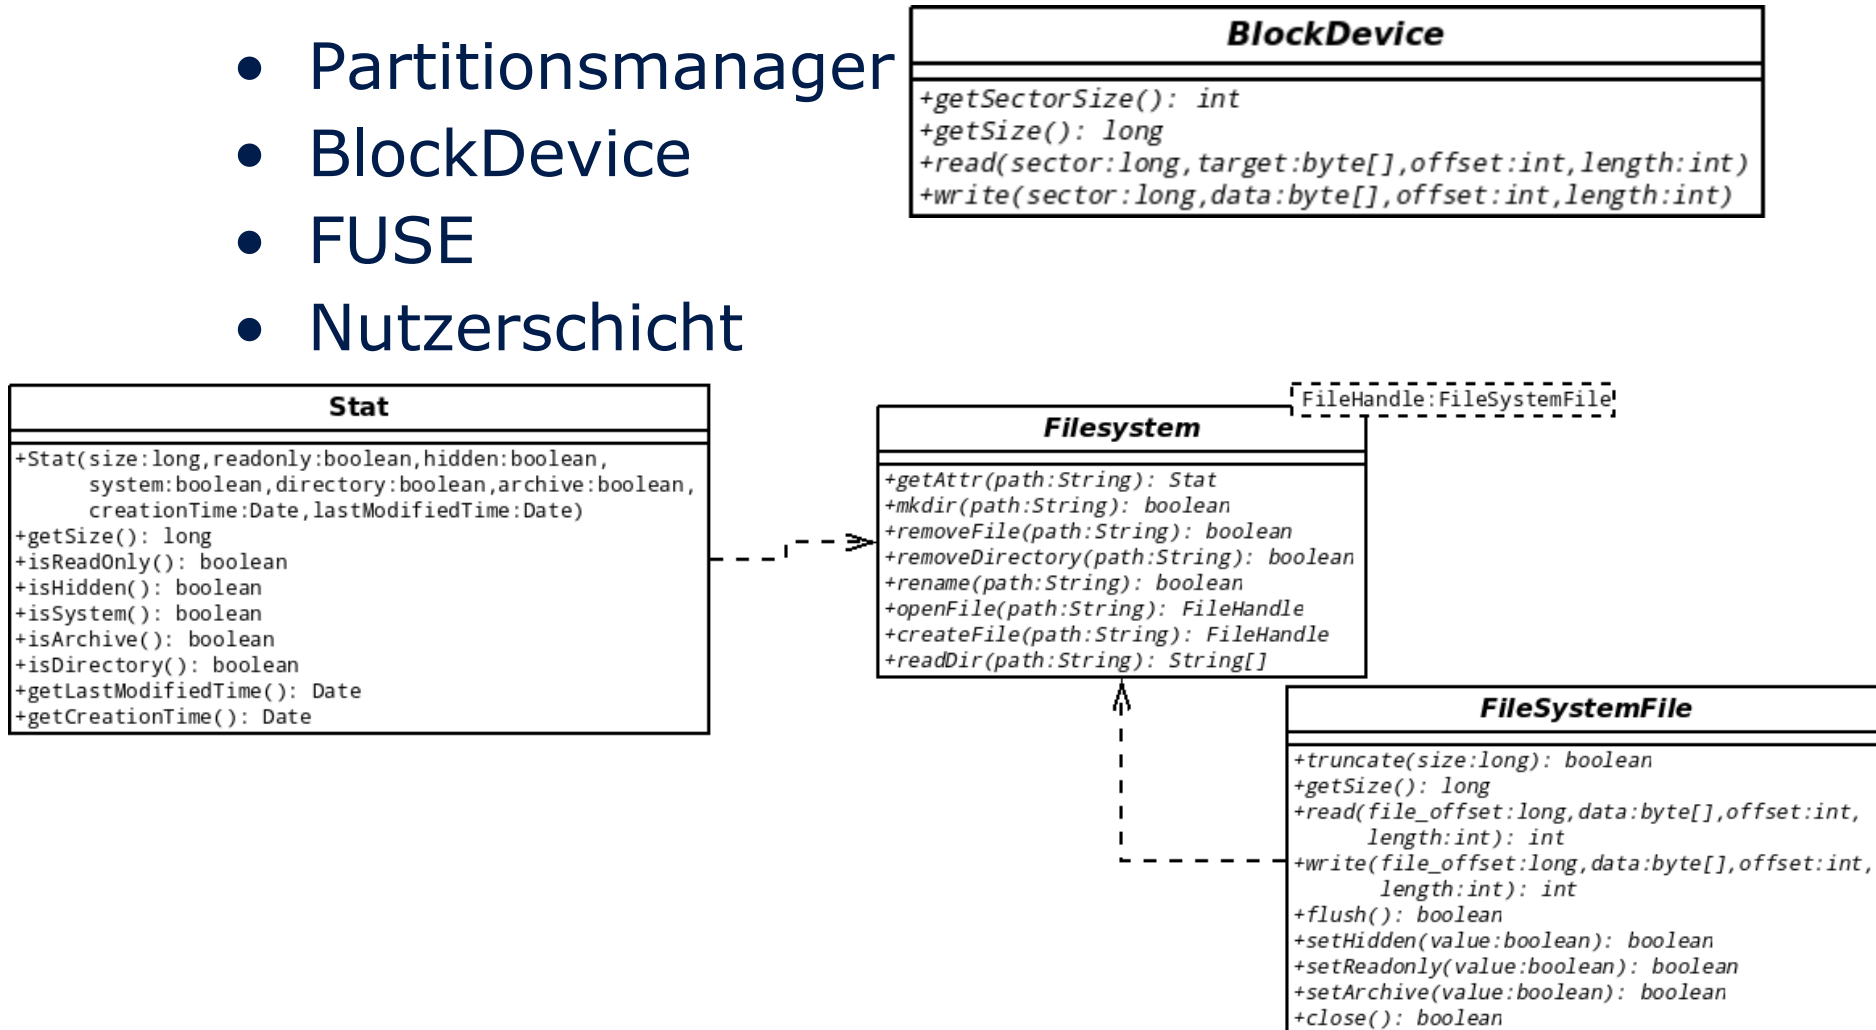 • Partitionsmanager
• BlockDevice
• FUSE
• Nutzerschicht
BlockDevice
+getSectorSize(): int
+getSize(): long
+read(sector:long,target:byte[],offset:int,length:int)
+write(sector:long,data:byte[],offset:int,length:int)
Stat
+Stat(size:long,readonly:boolean,hidden:boolean,
system:boolean,directory:boolean,archive:boolean,
creationTime:Date,lastModifiedTime:Date)
+getSize(): long
+isReadOnly(): boolean
+isHidden(): boolean
+isSystem(): boolean
+isArchive(): boolean
+isDirectory(): boolean
+getLastModifiedTime(): Date
+getCreationTime(): Date
FileHandle:FileSystemFile
Filesystem
+getAttr(path:String): Stat
+mkdir(path:String): boolean
+removeFile(path:String): boolean
+removeDirectory(path:String): boolean
+rename(path:String): boolean
+openFile(path:String): FileHandle
+createFile(path:String): FileHandle
+readDir(path:String): String[]
FileSystemFile
+truncate(size:long): boolean
+getSize(): long
+read(file_offset:long,data:byte[],offset:int,
length:int): int
+write(file_offset:long,data:byte[],offset:int,
length:int): int
+flush(): boolean
+setHidden(value:boolean): boolean
+setReadonly(value:boolean): boolean
+setArchive(value:boolean): boolean
+close(): boolean